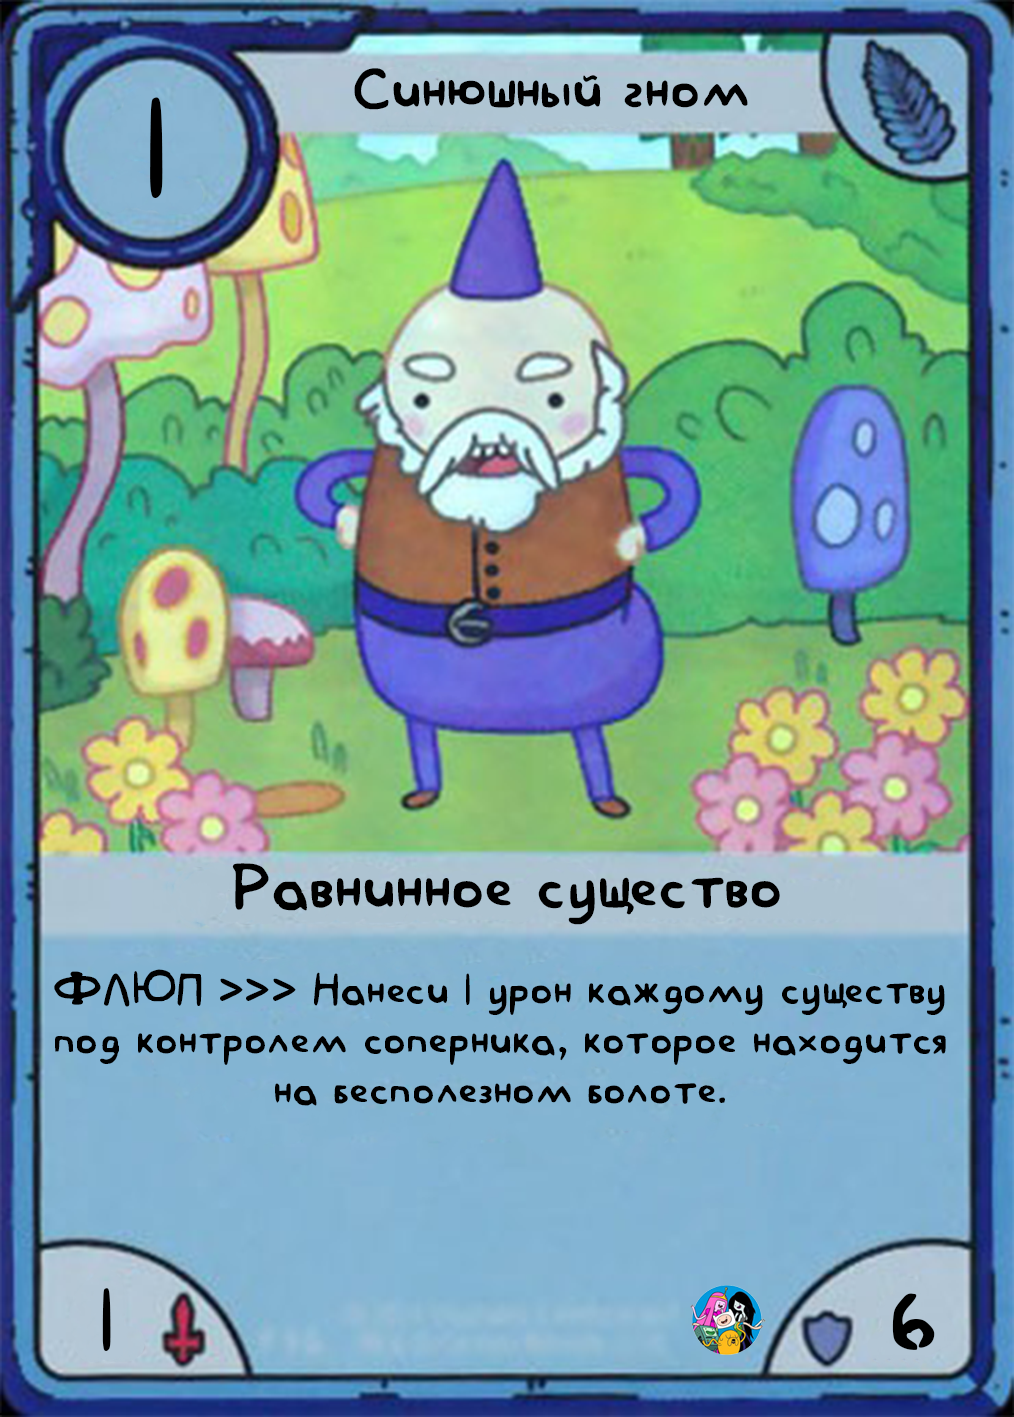 1
Синюшный гном
Равнинное существо
ФЛЮП >>> Нанеси 1 урон каждому существу
под контролем соперника, которое находится
на бесполезном болоте.
1
6